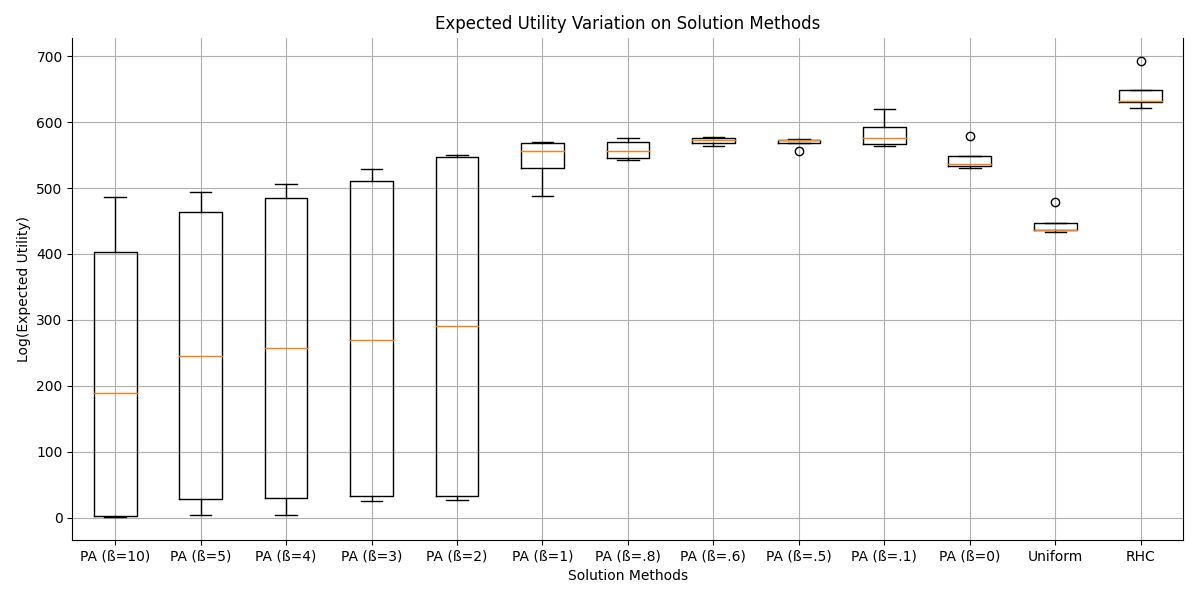 Expected Utility Variation on Solution Methods
Log(Expected Utility)
700
600
500
400
300
200
100
0
PA (ß=10) PA (ß=5) PA (ß=4) PA (ß=3) PA (ß=2) PA (ß=1) PA (ß=.8) PA (ß=.6) PA (ß=.5) PA (ß=.1) PA (ß=0) Uniform RHC
Solution Methods